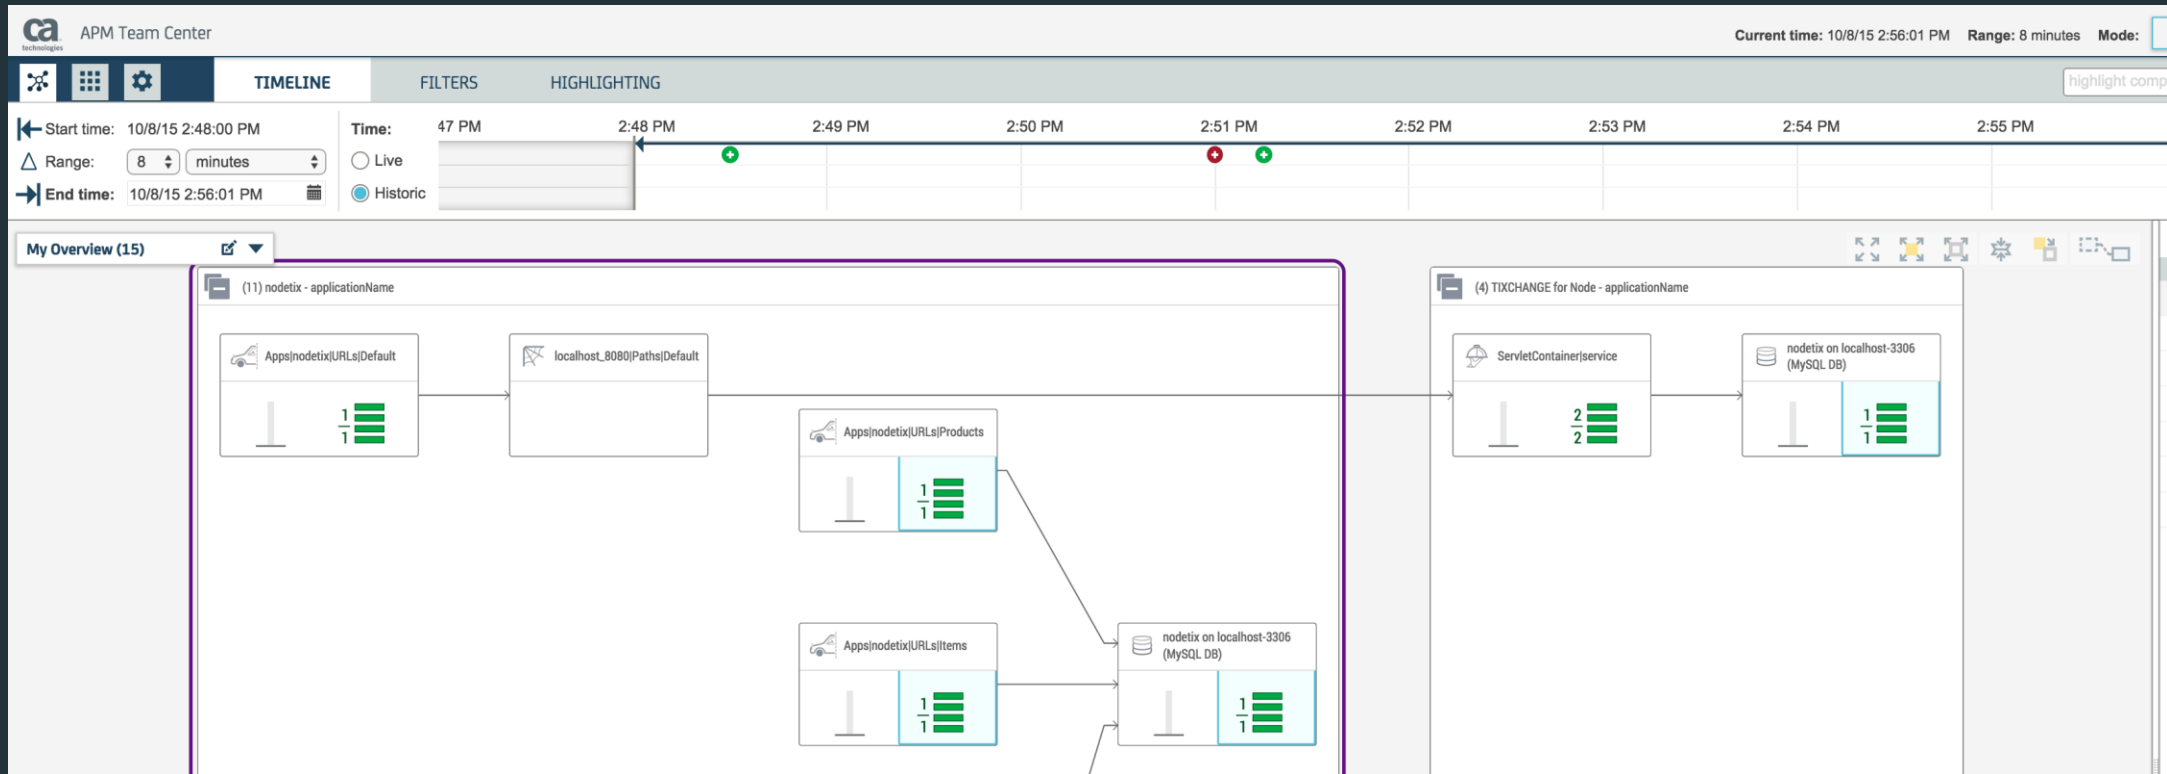 ca
technologies
APM Team Center
Current time: 10/8/15 2:56:01 PM Range: 8 minutes Mode:
TIMELINE FILTERS HIGHLIGHTING
highlight comp
Start time: 10/8/15 2:48:00 PM
Range: 8 minutes
End time: 10/8/15 2:56:01 PM
Time:
Live
Historic
47 PM 2:48 PM 2:49 PM 2:50 PM 2:51 PM 2:52 PM 2:53 PM 2:54 PM 2:55 PM
My Overview (15)
(11) nodetix - applicationName
Apps|nodetix|URLs|Default
1
1
localhost_8080|Paths|Default
Apps|nodetix|URLs|Products
1
1
Apps|nodetix|URLs|Items
1
1
nodetix on localhost-3306
(MySQL DB)
1
1
(4) TIXCHANGE for Node - applicationName
ServletContainer|service
2
2
nodetix on localhost-3306
(MySQL DB)
1
1